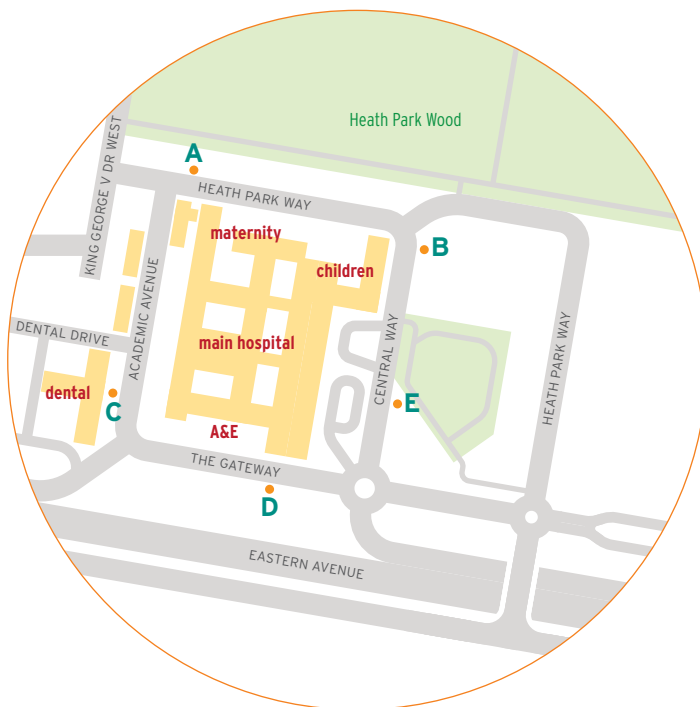 Heath Park Wood
A
HEATH PARK WAY
KING GEORGE V DR WEST
maternity
B
children
ACADEMIC AVENUE
DENTAL DRIVE
main hospital
CENTRAL WAY
HEATH PARK WAY
dental
C
E
A&E
THE GATEWAY
D
EASTERN AVENUE